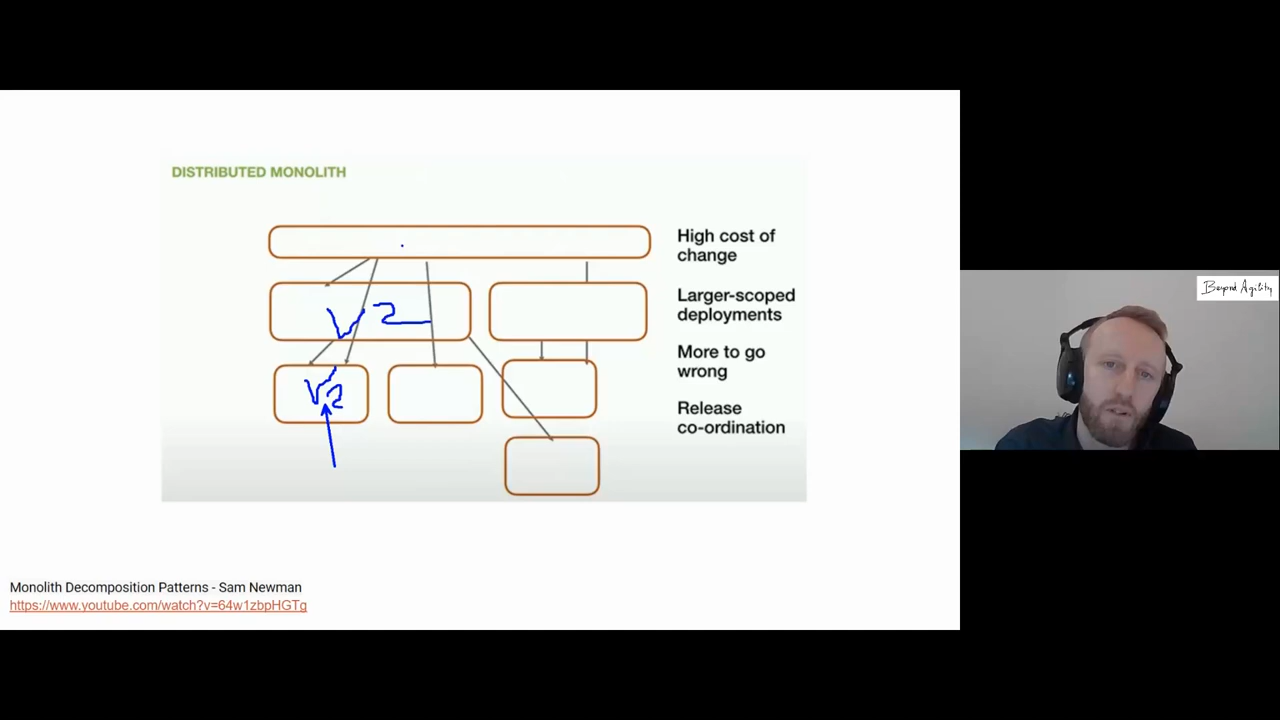 DISTRIBUTED MONOLITH
High cost of
change
Larger-scoped
deployments
V2
More to go
wrong
V2
Release
co-ordination
Beyond Agility
Monolith Decomposition Patterns - Sam Newman
https://www.youtube.com/watch?v=64w1zbpHGTg